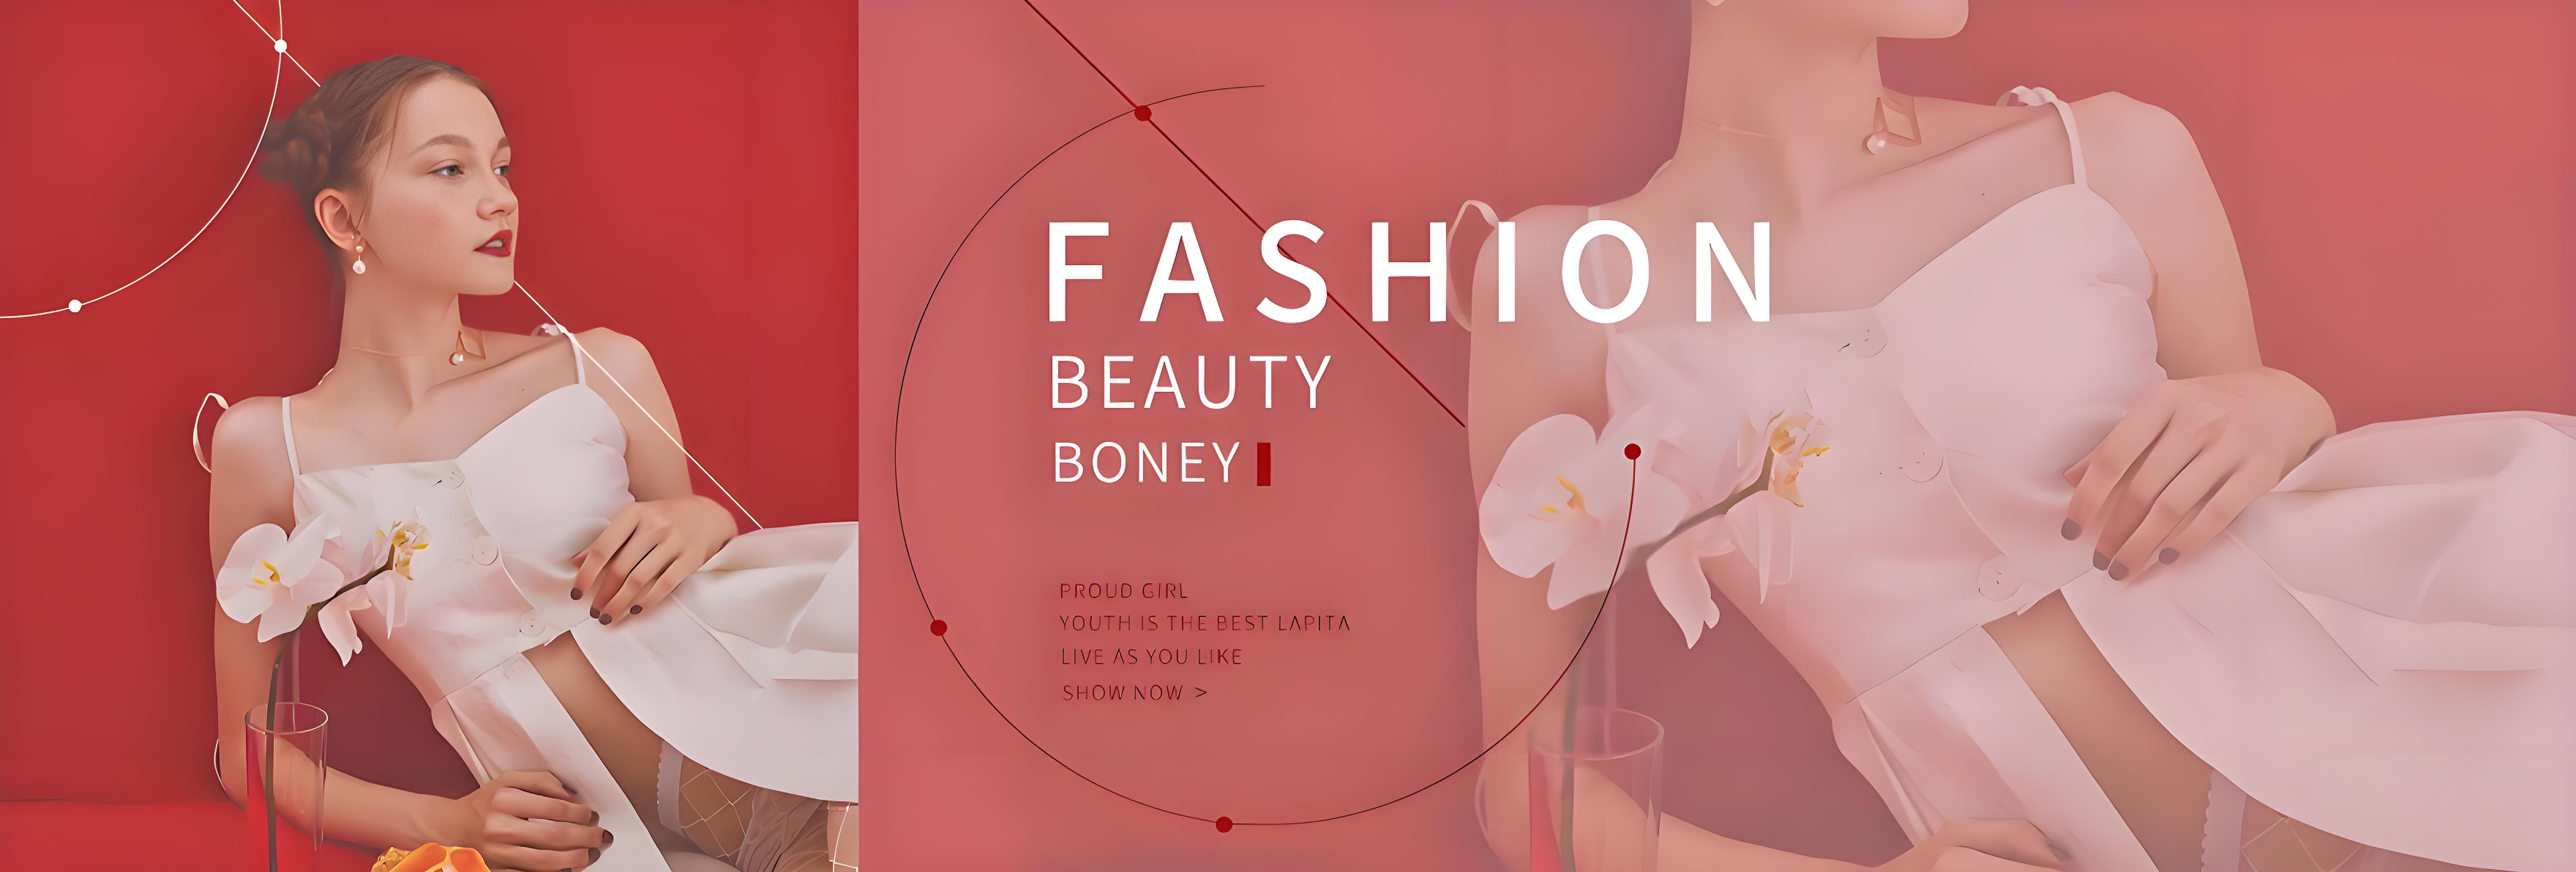 FASHION
BEAUTY
BONEY
PROUD GIRL
YOUTH IS THE BEST LAPITA
LIVE AS YOU LIKE
SHOW NOW >